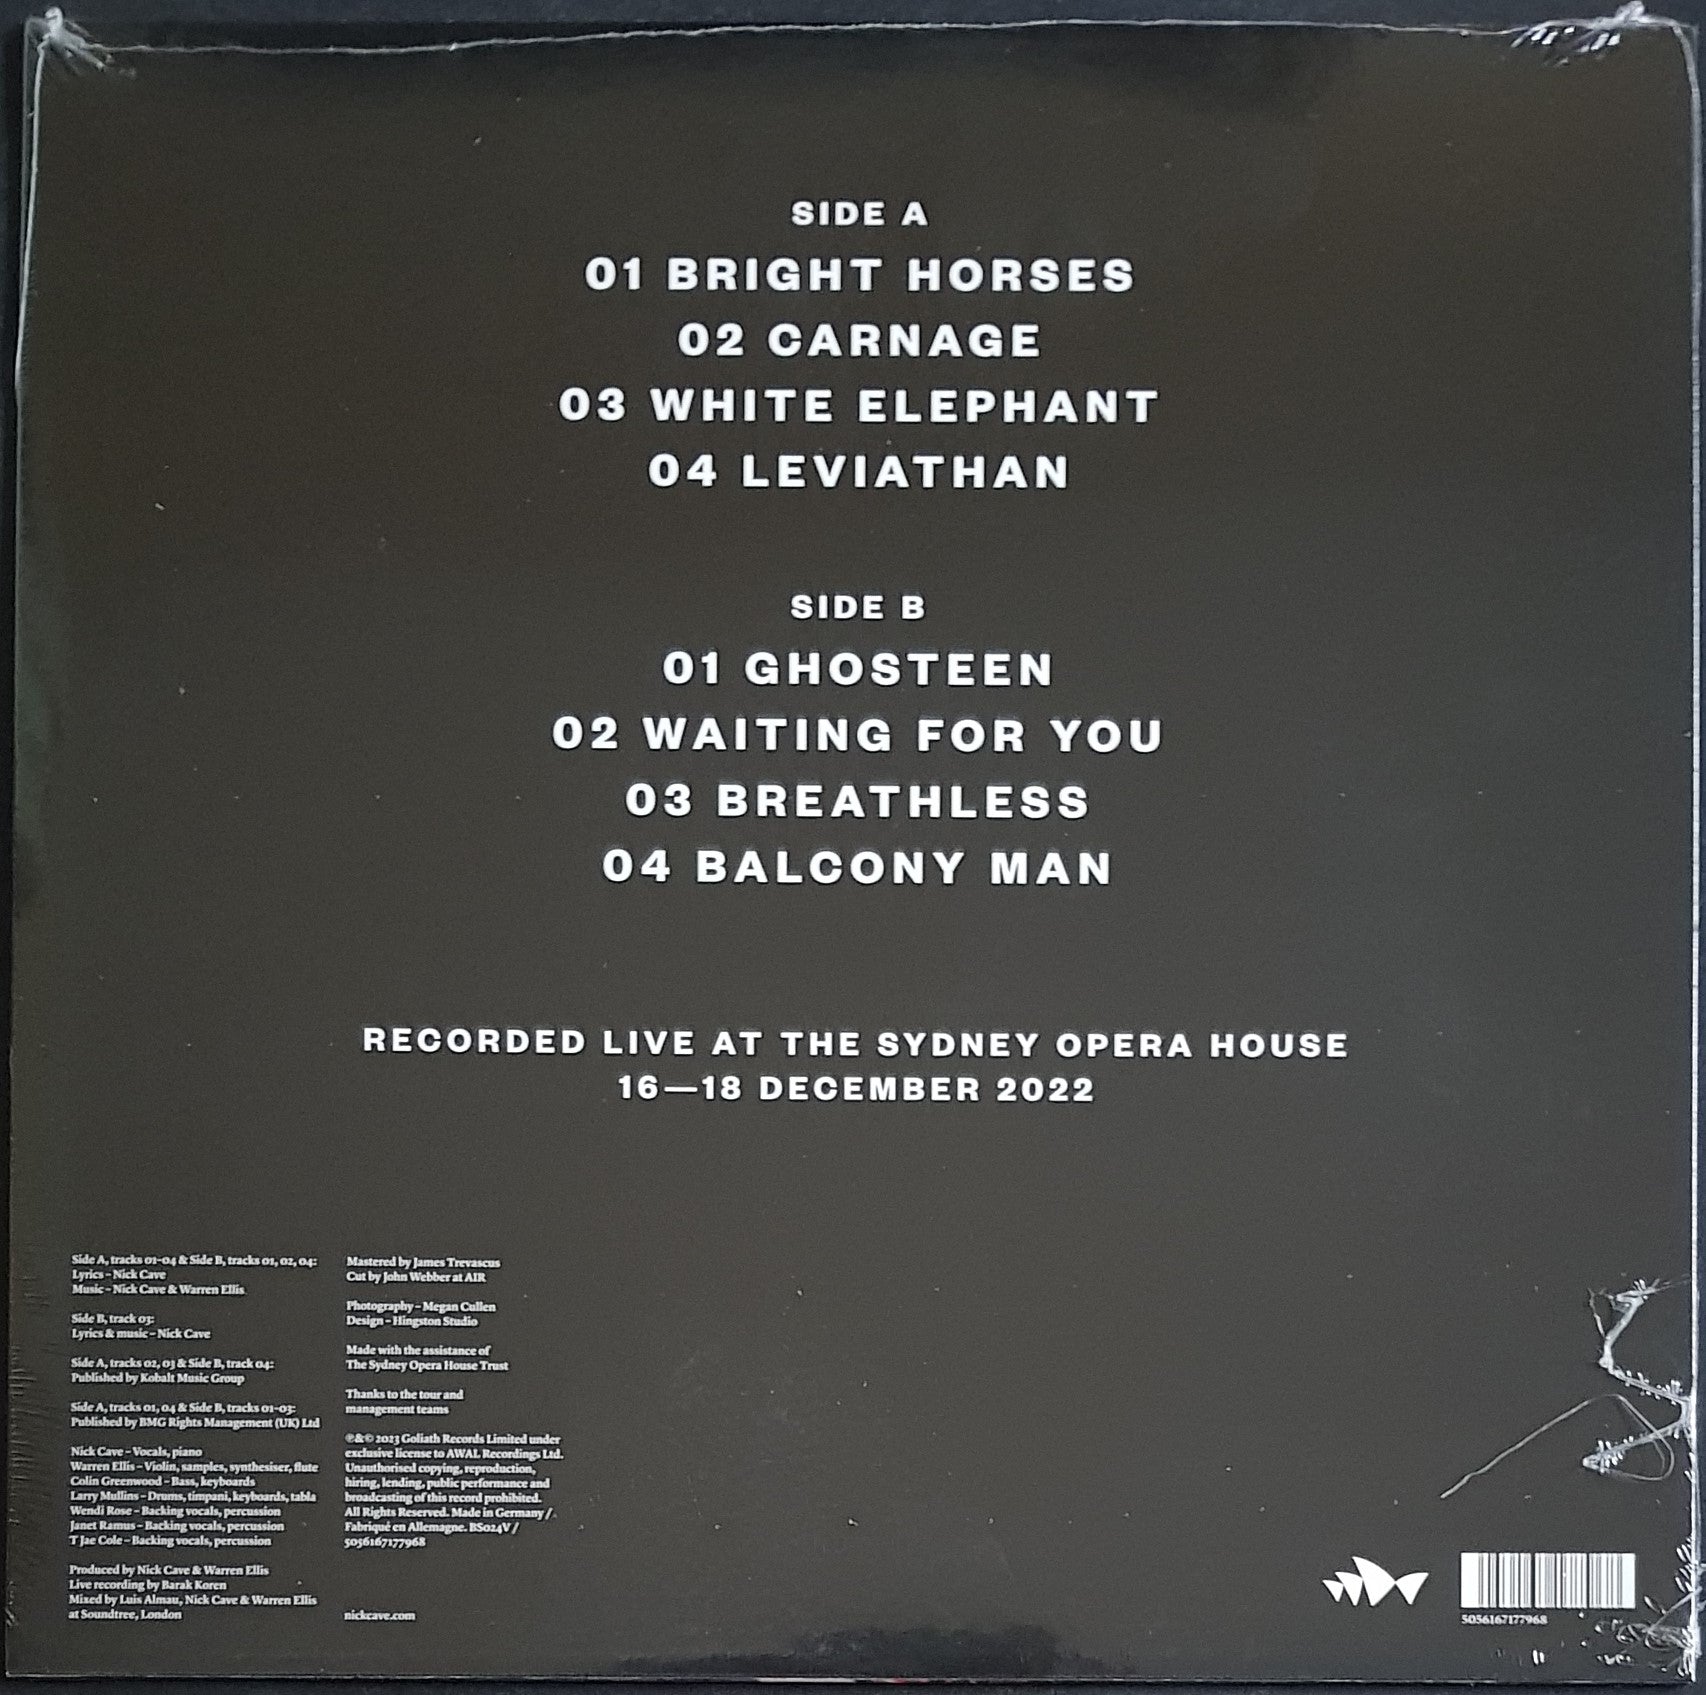 SIDE A
01 BRIGHT HORSES
02 CARNAGE
03 WHITE ELEPHANT
04 LEVIATHAN
SIDE B
01 GHOSTEEN
02 WAITING FOR YOU
03 BREATHLESS
04 BALCONY MAN
RECORDED LIVE AT THE SYDNEY OPERA HOUSE
16—18 DECEMBER 2022
Side A, tracks 01-04 & Side B, tracks 01, 02, 04:
Lyrics – Nick Cave
Music – Nick Cave & Warren Ellis
Side B, track 03:
Lyrics & music – Nick Cave
Side A, tracks 02, 03 & Side B, track 04:
Published by Kobalt Music Group
Side A, tracks 01, 04 & Side B, tracks 01-03:
Published by BMG Rights Management (UK) Ltd
Nick Cave – Vocals, piano
Warren Ellis – Violin, samples, synthesiser, flute
Colin Greenwood – Bass, keyboards
Larry Mullins – Drums, timpani, keyboards, tabla
Wendi Rose – Backing vocals, percussion
Janet Ramus – Backing vocals, percussion
T Jae Cole – Backing vocals, percussion
Produced by Nick Cave & Warren Ellis
Live recording by Barak Koren
Mixed by Luis Almau, Nick Cave & Warren Ellis
at Soundtree, London
Mastered by James Trevascus
Cut by John Webber at AIR
Photography – Megan Cullen
Design – Hingston Studio
Made with the assistance of
The Sydney Opera House Trust
Thanks to the tour and
management teams
℗&© 2023 Goliath Records Limited under
exclusive license to AWAL Recordings Ltd.
Unauthorised copying, reproduction,
hiring, lending, public performance and
broadcasting of this record prohibited.
All Rights Reserved. Made in Germany /
Fabriqué en Allemagne. BS024V /
5056167177968
nickcave.com
5056167177968